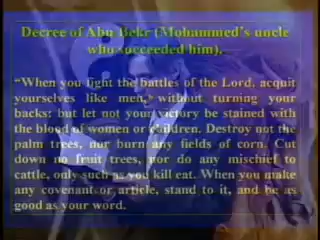 Decree of Abu Bekr (Mohammed's uncle
who succeeded him).
"When you fight the battles of the Lord, acquit
yourselves like men, without turning your
backs: but let not your victory be stained with
the blood of women or children. Destroy not the
palm trees, nor burn any fields of corn. Cut
down no fruit trees, nor do any mischief to
cattle, only such as you kill eat. When you make
any covenant or article, stand to it, and be as
good as your word.